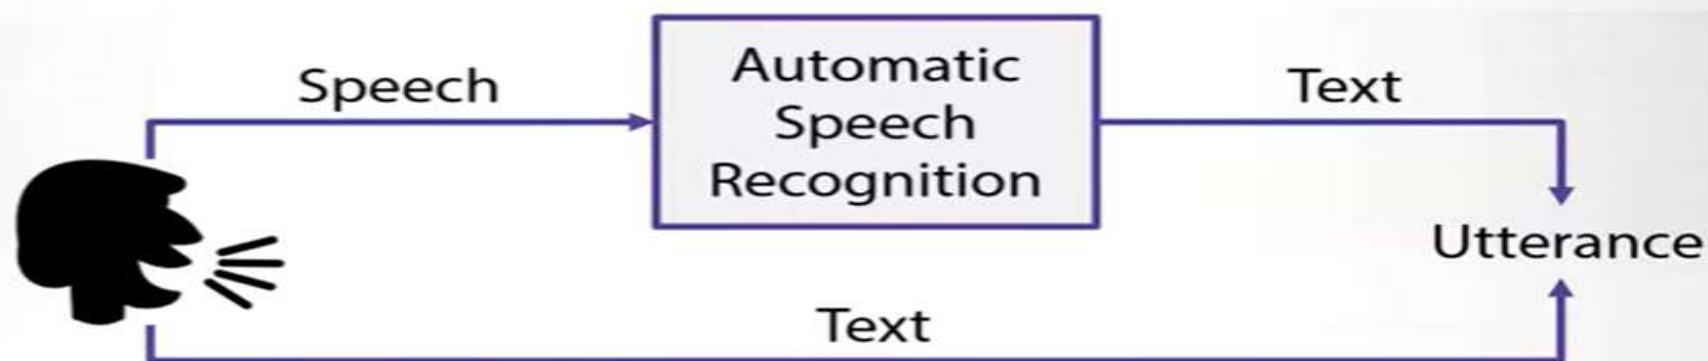 Speech
Automatic
Speech
Recognition
Text
Utterance
Text